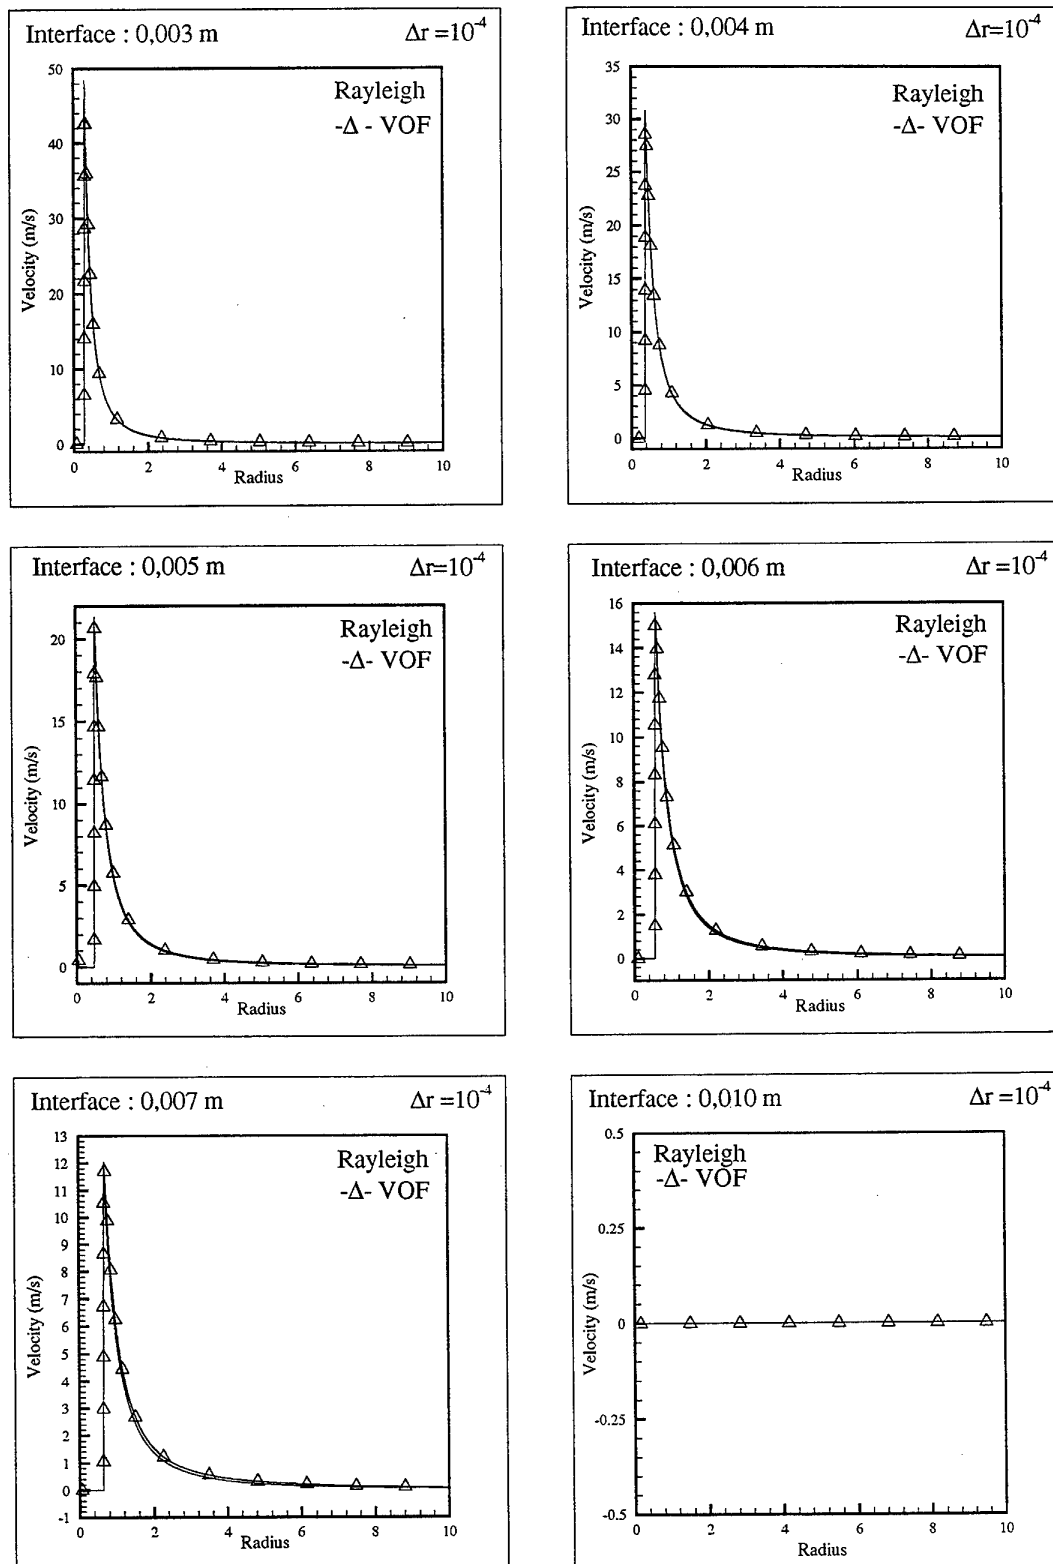 Interface : 0,003 m Δr =10⁻⁴
Rayleigh
-Δ - VOF
Velocity (m/s)
50
40
30
20
10
0
0 2 4 6 8 10
Radius
Interface : 0,004 m Δr=10⁻⁴
Rayleigh
-Δ- VOF
Velocity (m/s)
35
30
25
20
15
10
5
0
0 2 4 6 8 10
Radius
Interface : 0,005 m Δr=10⁻⁴
Rayleigh
-Δ- VOF
Velocity (m/s)
20
15
10
5
0
0 2 4 6 8 10
Radius
Interface : 0,006 m Δr =10⁻⁴
Rayleigh
-Δ- VOF
Velocity (m/s)
16
14
12
10
8
6
4
2
0
0 2 4 6 8 10
Radius
Interface : 0,007 m Δr =10⁻⁴
Rayleigh
-Δ- VOF
Velocity (m/s)
13
12
11
10
9
8
7
6
5
4
3
2
1
0
-1
0 2 4 6 8 10
Radius
Interface : 0,010 m Δr =10⁻⁴
Rayleigh
-Δ- VOF
Velocity (m/s)
0.5
0.25
0
-0.25
-0.5
0 2 4 6 8 10
Radius